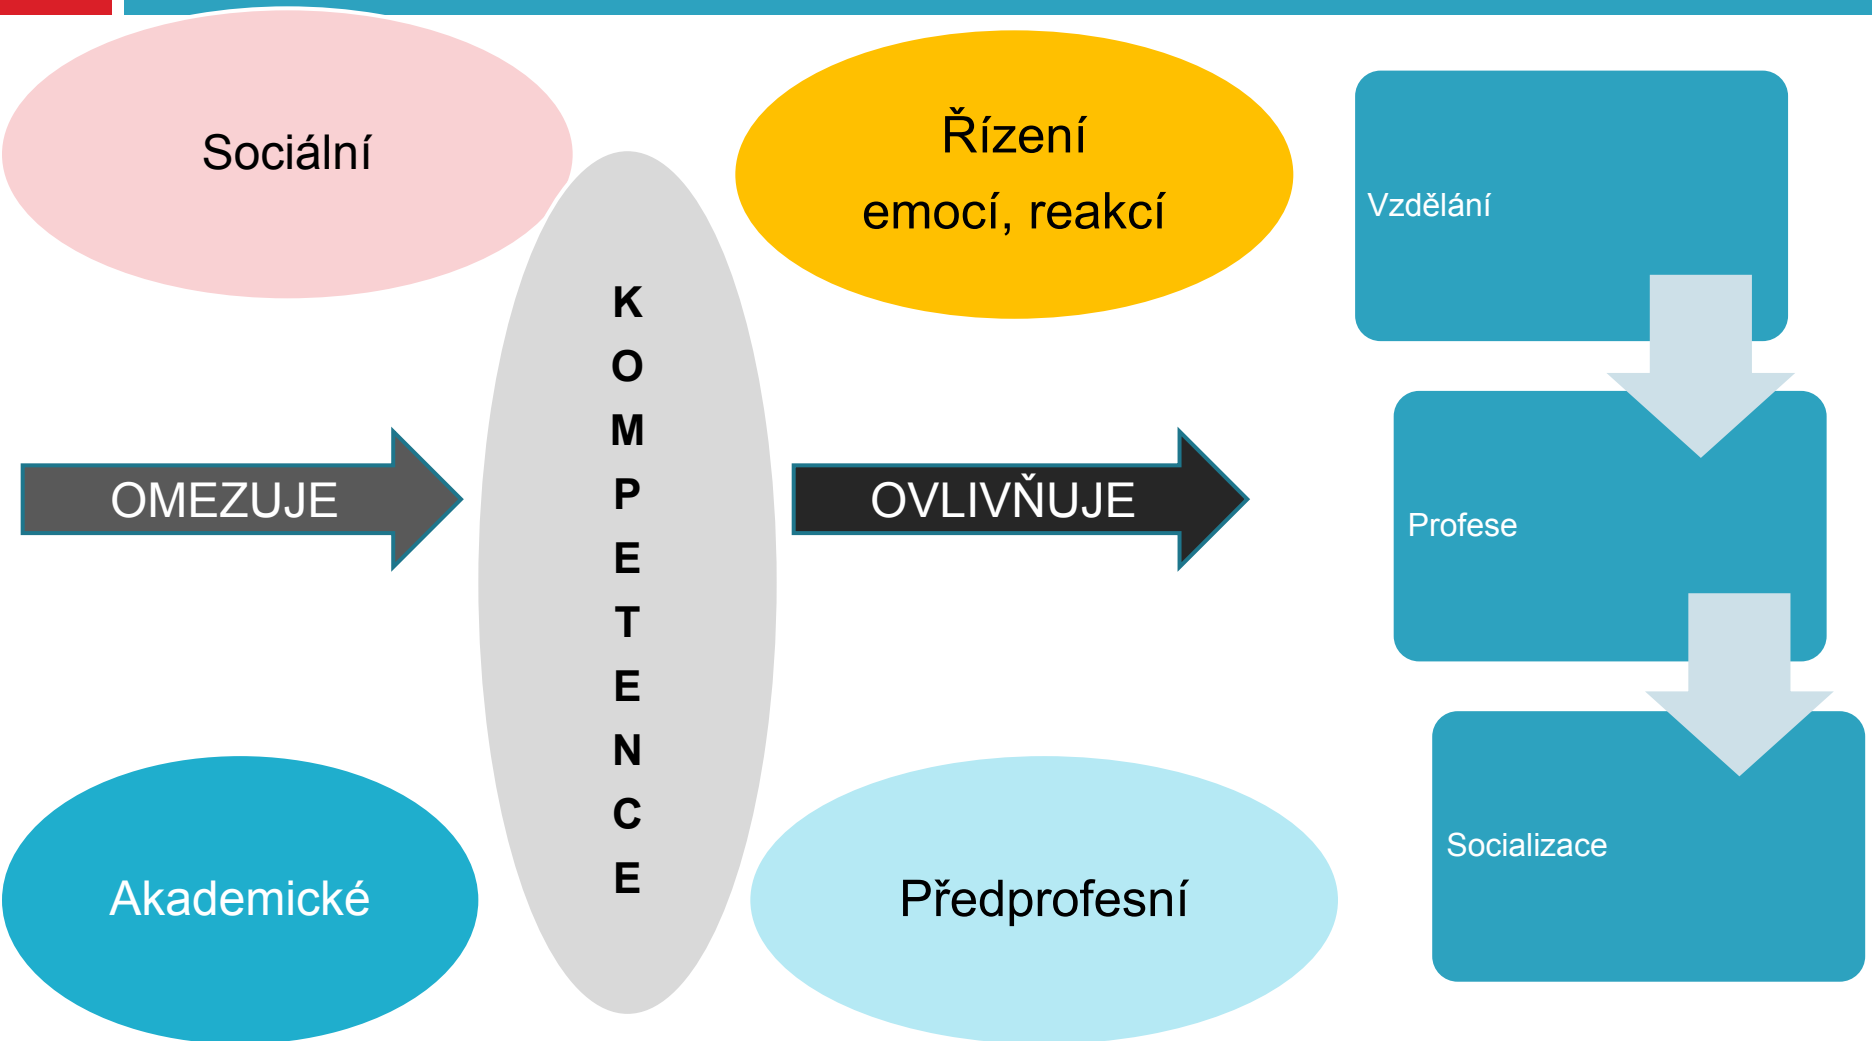 Sociální
Řízení
emocí, reakcí
Vzdělání
K
O
M
P
E
T
E
N
C
E
OMEZUJE
OVLIVŇUJE
Profese
Akademické
Předprofesní
Socializace